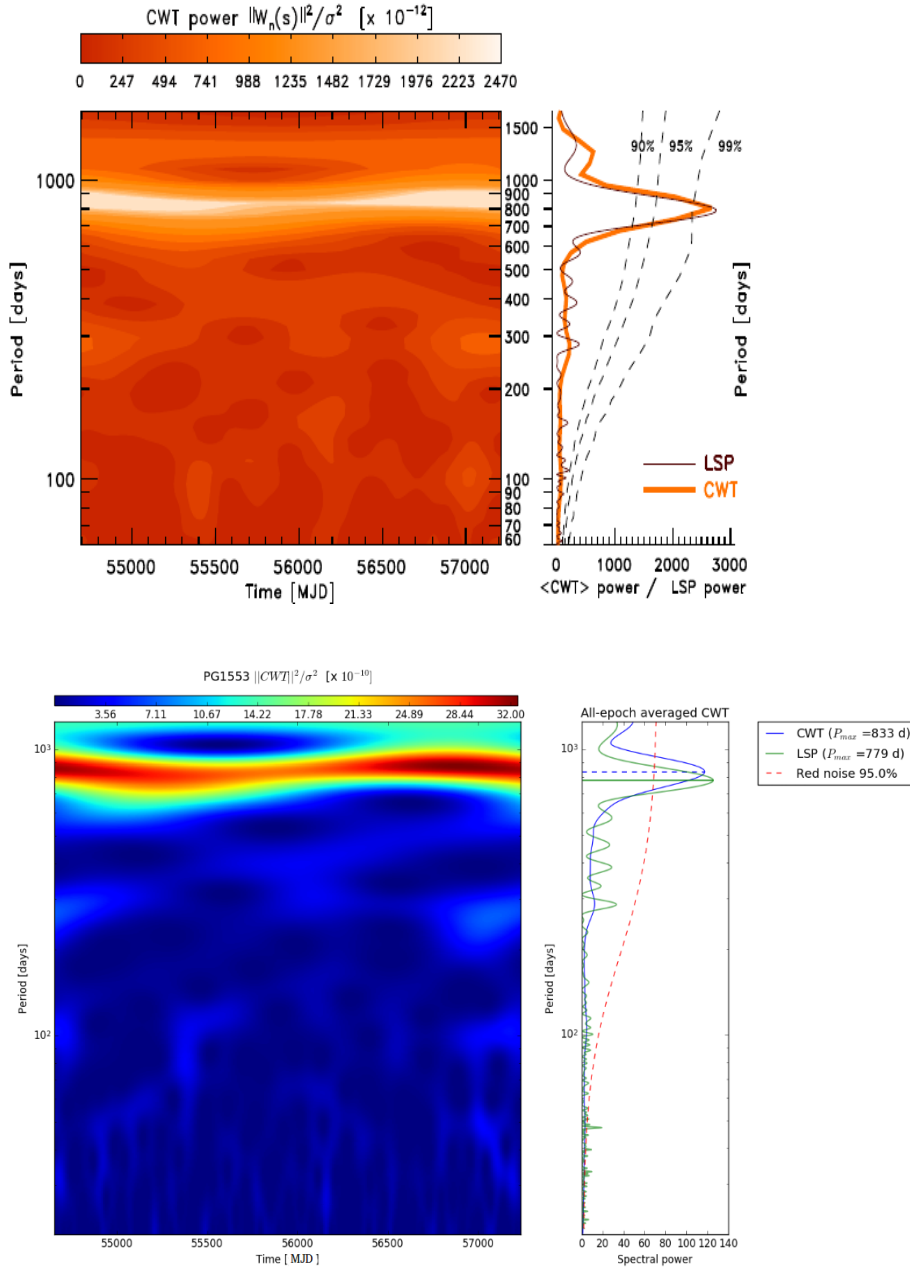 CWT power ||Wn(s)||²/σ² [x 10⁻¹²]
0 247 494 741 988 1235 1482 1729 1976 2223 2470
Period [days]
1000
100
55000 55500 56000 56500 57000
Time [MJD]
1500
1000
900
800
700
600
500
400
300
200
100
90
80
70
60
90% 95% 99%
LSP
CWT
Period [days]
0 1000 2000 3000
<CWT> power / LSP power
PG1553 ||CWT||²/σ² [x 10⁻¹⁰]
3.56 7.11 10.67 14.22 17.78 21.33 24.89 28.44 32.00
Period [days]
10³
10²
55000 55500 56000 56500 57000
Time [MJD]
All-epoch averaged CWT
Period [days]
10³
10²
0 20 40 60 80 100 120 140
Spectral power
CWT (Pmax =833 d)
LSP (Pmax =779 d)
Red noise 95.0%